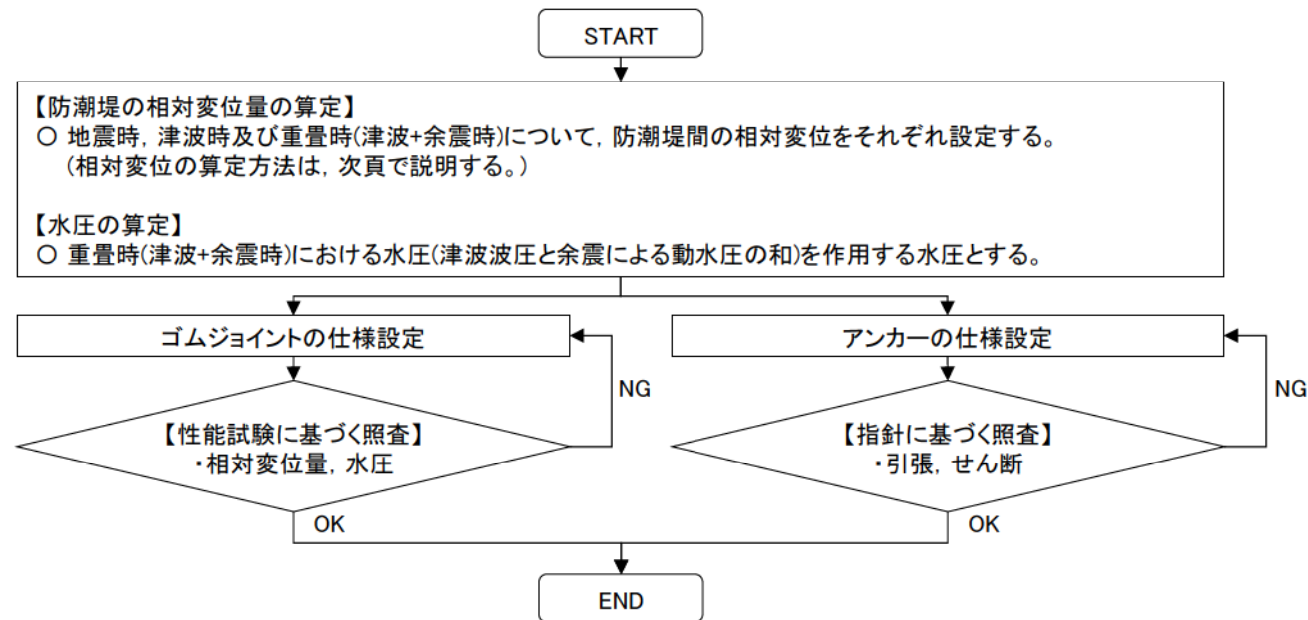 START
【防潮堤の相対変位量の算定】
○ 地震時，津波時及び重畳時(津波+余震時)について，防潮堤間の相対変位をそれぞれ設定する。
(相対変位の算定方法は，次頁で説明する。)
【水圧の算定】
○ 重畳時(津波+余震時)における水圧(津波波圧と余震による動水圧の和)を作用する水圧とする。
ゴムジョイントの仕様設定
アンカーの仕様設定
NG
NG
【性能試験に基づく照査】
・相対変位量，水圧
【指針に基づく照査】
・引張，せん断
OK
OK
END